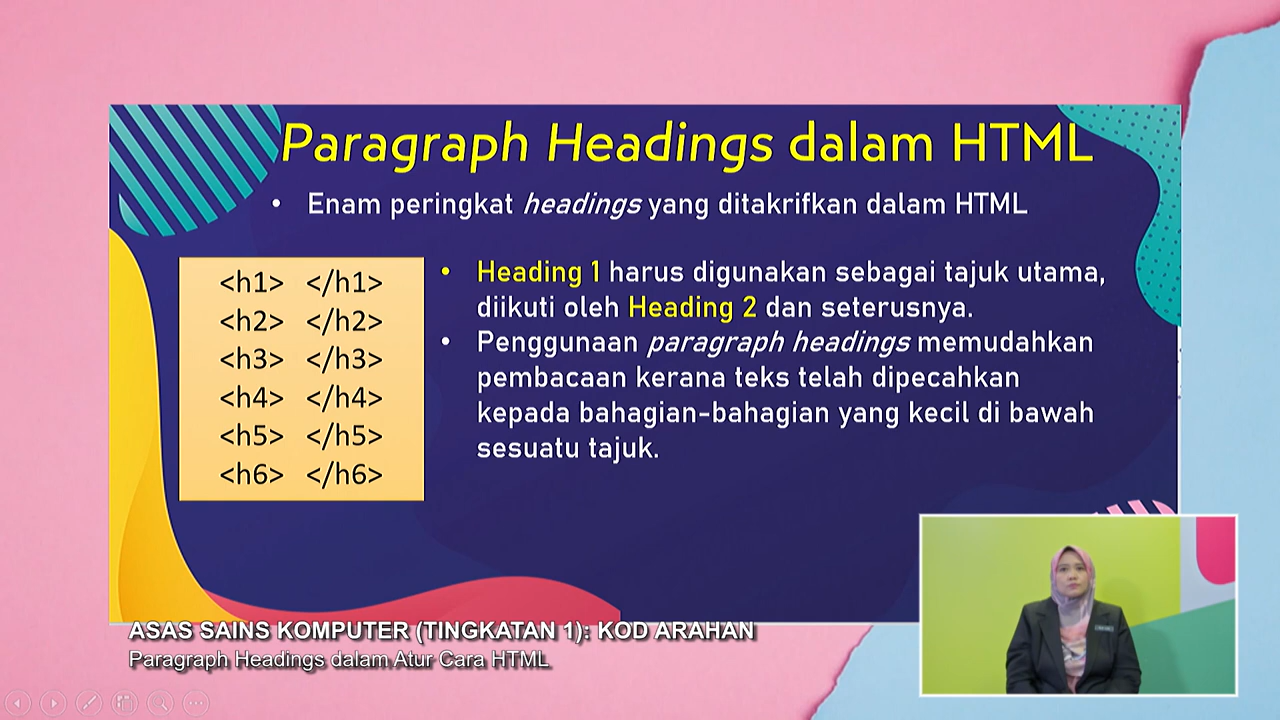 Paragraph Headings dalam HTML
• Enam peringkat headings yang ditakrifkan dalam HTML
<h1> </h1>
<h2> </h2>
<h3> </h3>
<h4> </h4>
<h5> </h5>
<h6> </h6>
• Heading 1 harus digunakan sebagai tajuk utama,
diikuti oleh Heading 2 dan seterusnya.
• Penggunaan paragraph headings memudahkan
pembacaan kerana teks telah dipecahkan
kepada bahagian-bahagian yang kecil di bawah
sesuatu tajuk.
ASAS SAINS KOMPUTER (TINGKATAN 1): KOD ARAHAN
Paragraph Headings dalam Atur Cara HTML